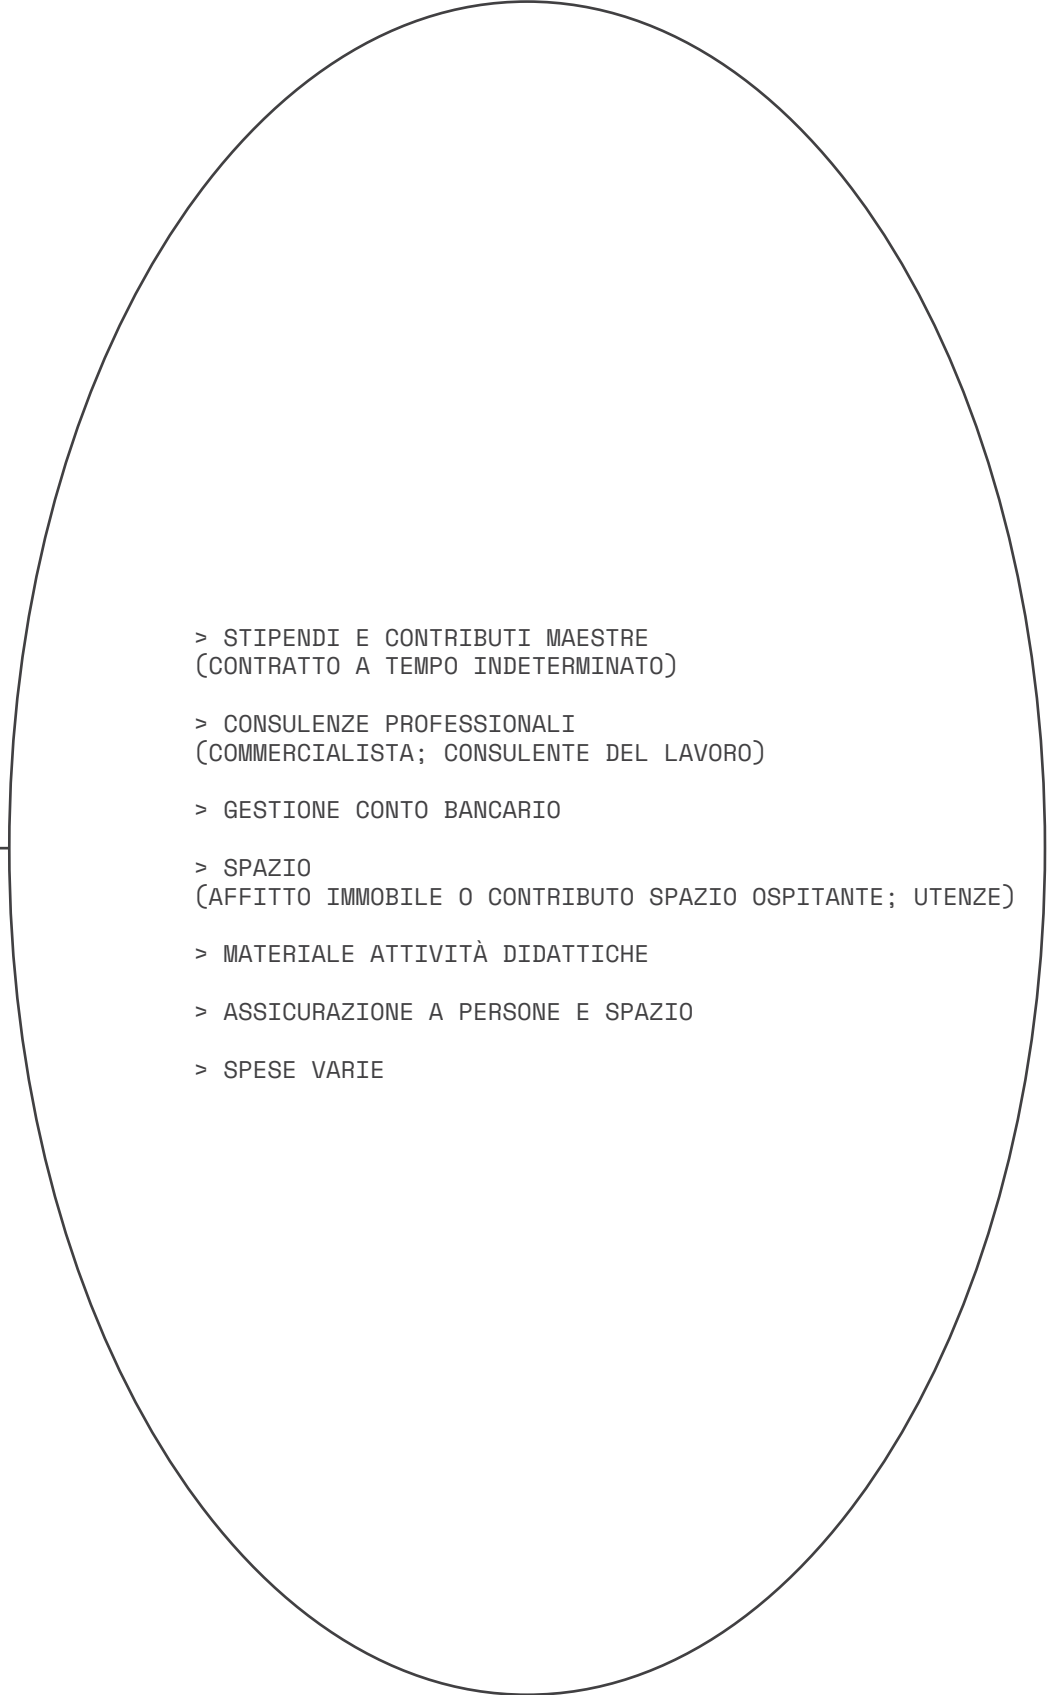 > STIPENDI E CONTRIBUTI MAESTRE
(CONTRATTO A TEMPO INDETERMINATO)
> CONSULENZE PROFESSIONALI
(COMMERCIALISTA; CONSULENTE DEL LAVORO)
> GESTIONE CONTO BANCARIO
> SPAZIO
(AFFITTO IMMOBILE O CONTRIBUTO SPAZIO OSPITANTE; UTENZE)
> MATERIALE ATTIVITÀ DIDATTICHE
> ASSICURAZIONE A PERSONE E SPAZIO
> SPESE VARIE